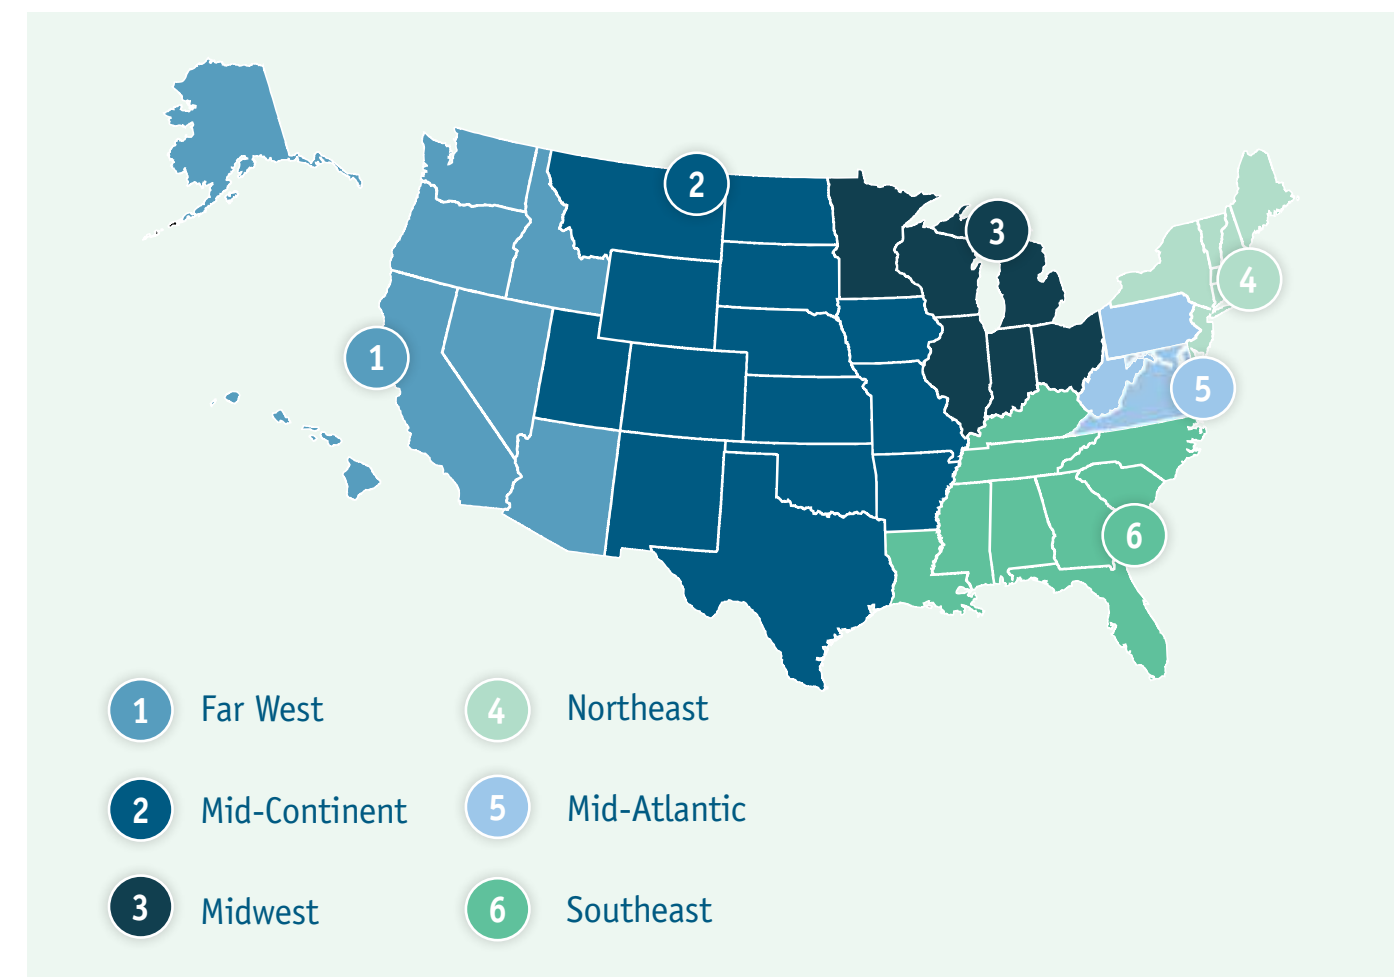 2
3
4
1
5
6
1 Far West
4 Northeast
2 Mid-Continent
5 Mid-Atlantic
3 Midwest
6 Southeast